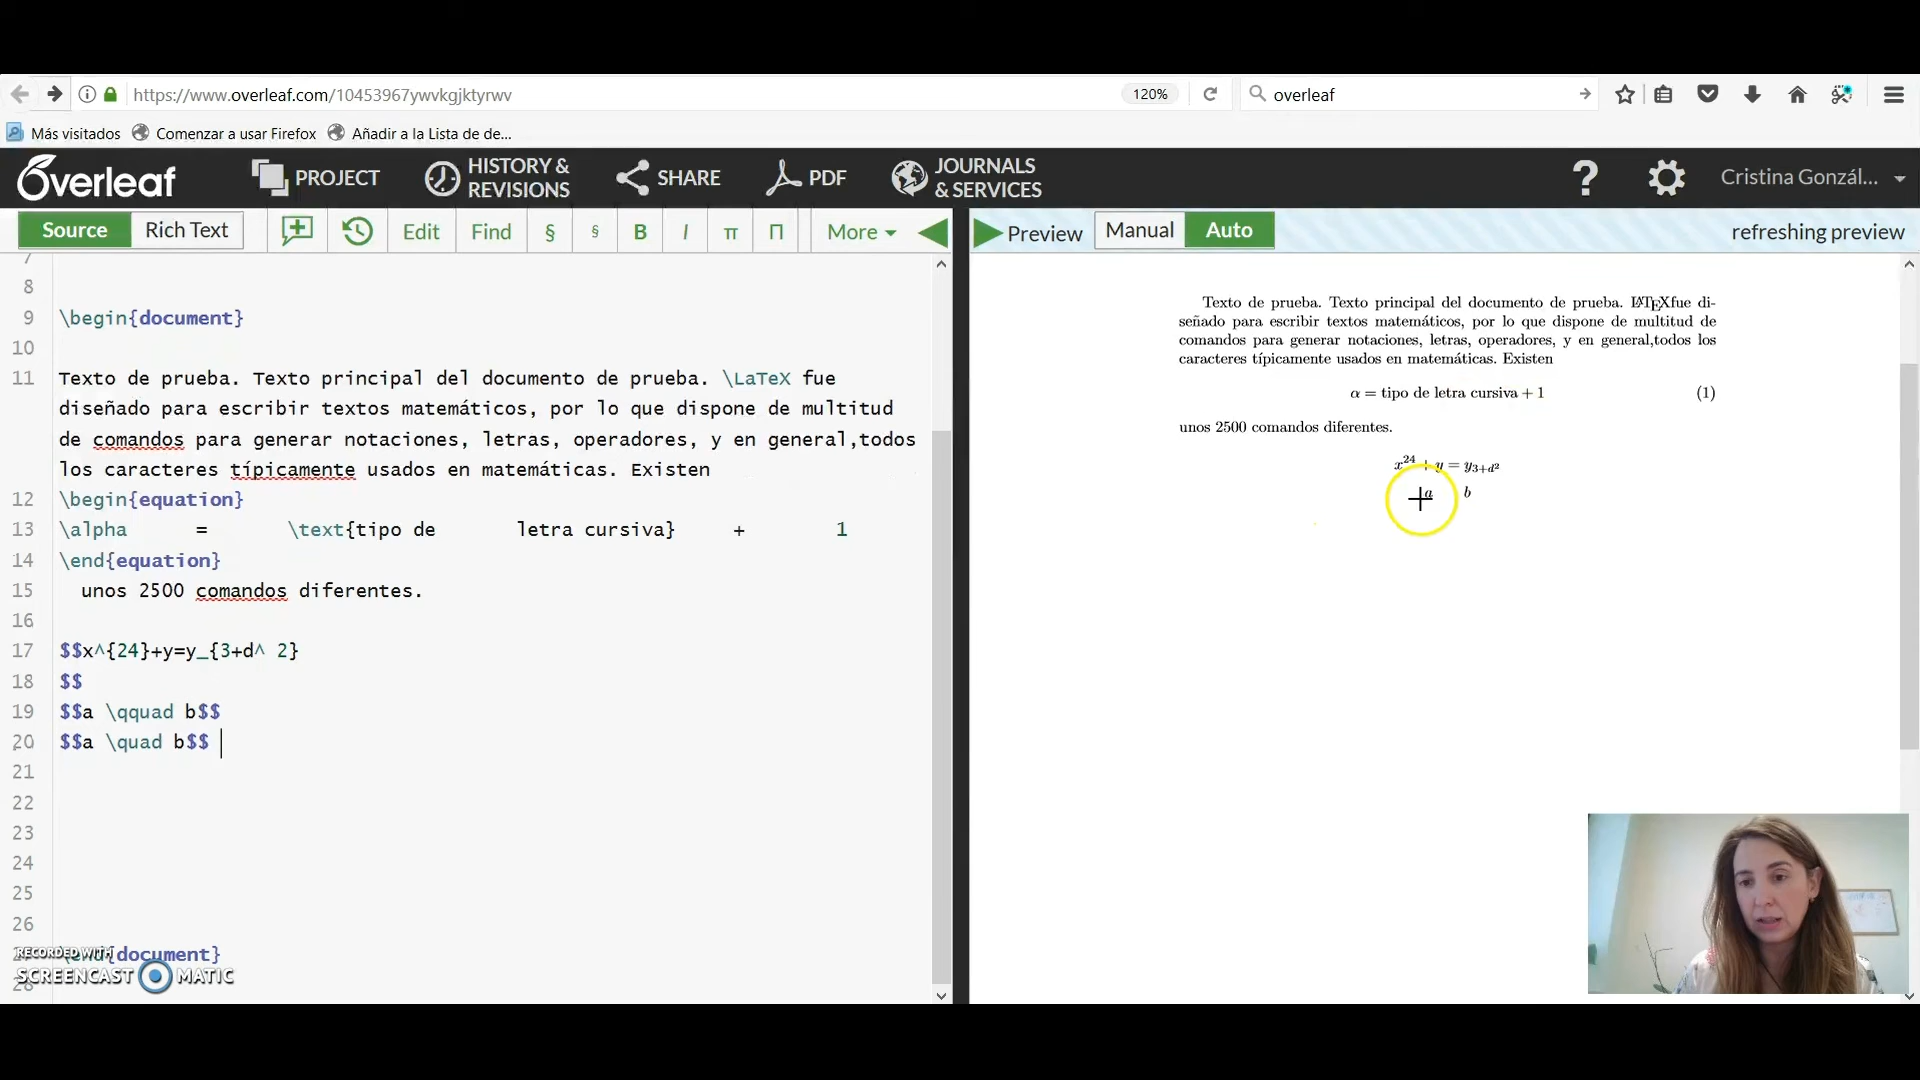 https://www.overleaf.com/10453967ywvkgjktyrwv
120%
overleaf
Más visitados
Comenzar a usar Firefox
Añadir a la Lista de de...
Overleaf
PROJECT
HISTORY & REVISIONS
SHARE
PDF
JOURNALS & SERVICES
?
Cristina Gonzál...
Source
Rich Text
Edit
Find
§
§
B
I
π
Π
More
Preview
Manual
Auto
refreshing preview
7
8
9 \begin{document}
10
11 Texto de prueba. Texto principal del documento de prueba. \LaTeX fue
diseñado para escribir textos matemáticos, por lo que dispone de multitud
de comandos para generar notaciones, letras, operadores, y en general,todos
los caracteres típicamente usados en matemáticas. Existen
12 \begin{equation}
13 \alpha = \text{tipo de letra cursiva} + 1
14 \end{equation}
15 unos 2500 comandos diferentes.
16
17 $$x^{24}+y=y_{3+d^ 2}
18 $$
19 $$a \qquad b$$
20 $$a \quad b$$
21
22
23
24
25
26
\end{document}
28
RECORDED WITH
SCREENCAST MATIC
Texto de prueba. Texto principal del documento de prueba. LATEXfue di-
señado para escribir textos matemáticos, por lo que dispone de multitud de
comandos para generar notaciones, letras, operadores, y en general,todos los
caracteres típicamente usados en matemáticas. Existen
α = tipo de letra cursiva + 1 (1)
unos 2500 comandos diferentes.
x^24 + y = y_{3+d^2}
a b